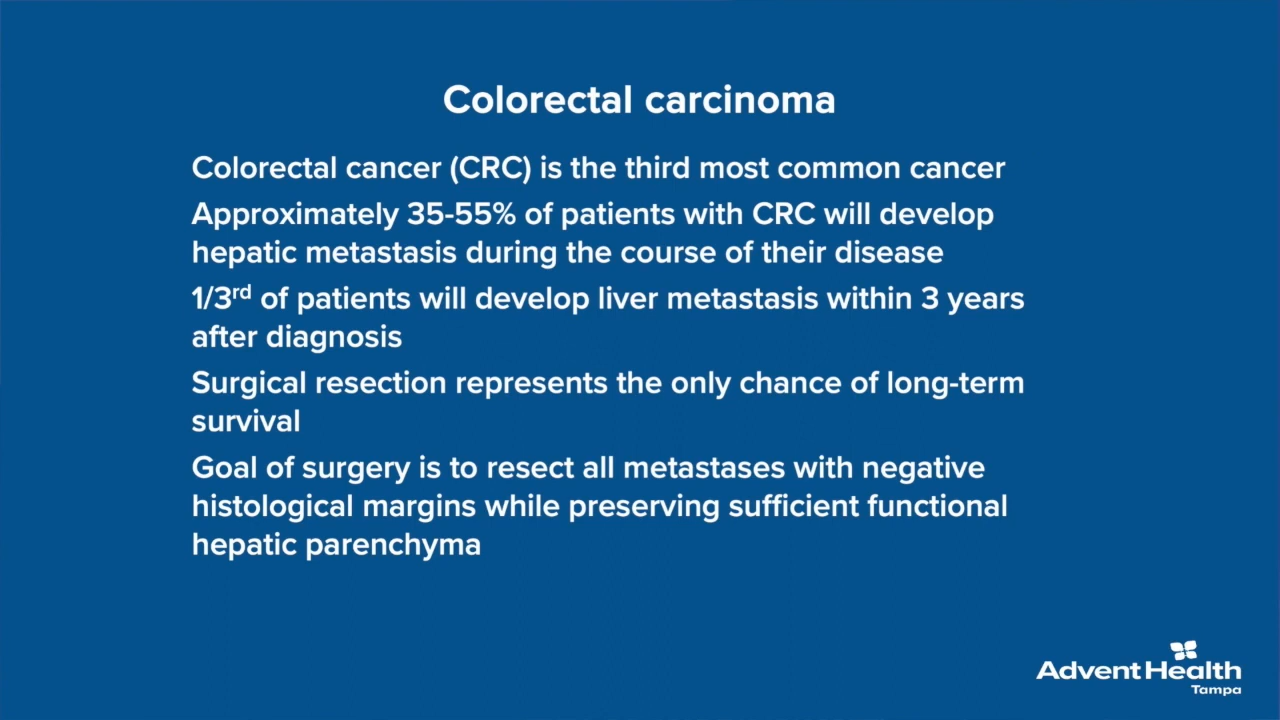 Colorectal carcinoma
Colorectal cancer (CRC) is the third most common cancer
Approximately 35-55% of patients with CRC will develop
hepatic metastasis during the course of their disease
1/3rd of patients will develop liver metastasis within 3 years
after diagnosis
Surgical resection represents the only chance of long-term
survival
Goal of surgery is to resect all metastases with negative
histological margins while preserving sufficient functional
hepatic parenchyma
AdventHealth
Tampa